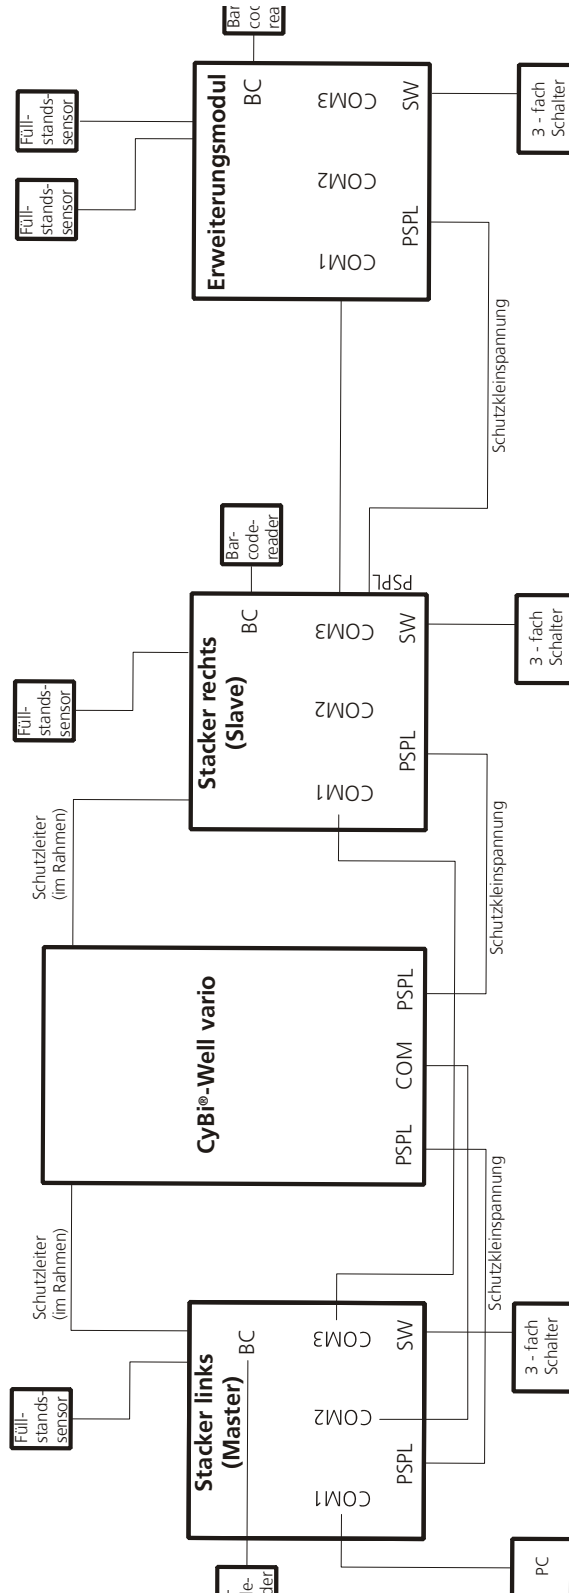 Bar
Füll-
stands-
sensor
Füll-
stands-
sensor
Erweiterungsmodul
BC
COM3
COM2
COM1
SW
PSPL
3 - fach
Schalter
Schutzkleinspannung
Bar-
code-
reader
PSPL
Füll-
stands-
sensor
Stacker rechts
(Slave)
BC
COM3
COM2
COM1
SW
PSPL
3 - fach
Schalter
Schutzkleinspannung
Schutzleiter
(im Rahmen)
CyBi®-Well vario
PSPL
COM
PSPL
Schutzleiter
(im Rahmen)
Schutzkleinspannung
Füll-
stands-
sensor
Stacker links
(Master)
BC
COM3
COM2
COM1
SW
PSPL
3 - fach
Schalter
PC